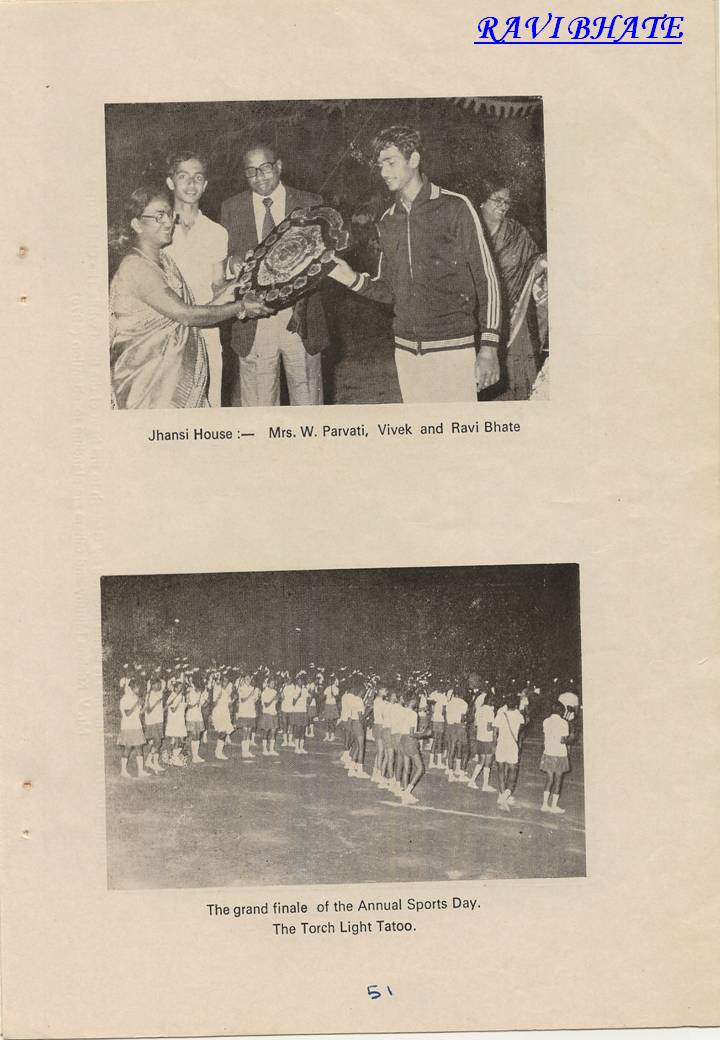 RAVI BHATE
Jhansi House :— Mrs. W. Parvati, Vivek and Ravi Bhate
The grand finale of the Annual Sports Day.
The Torch Light Tatoo.
51